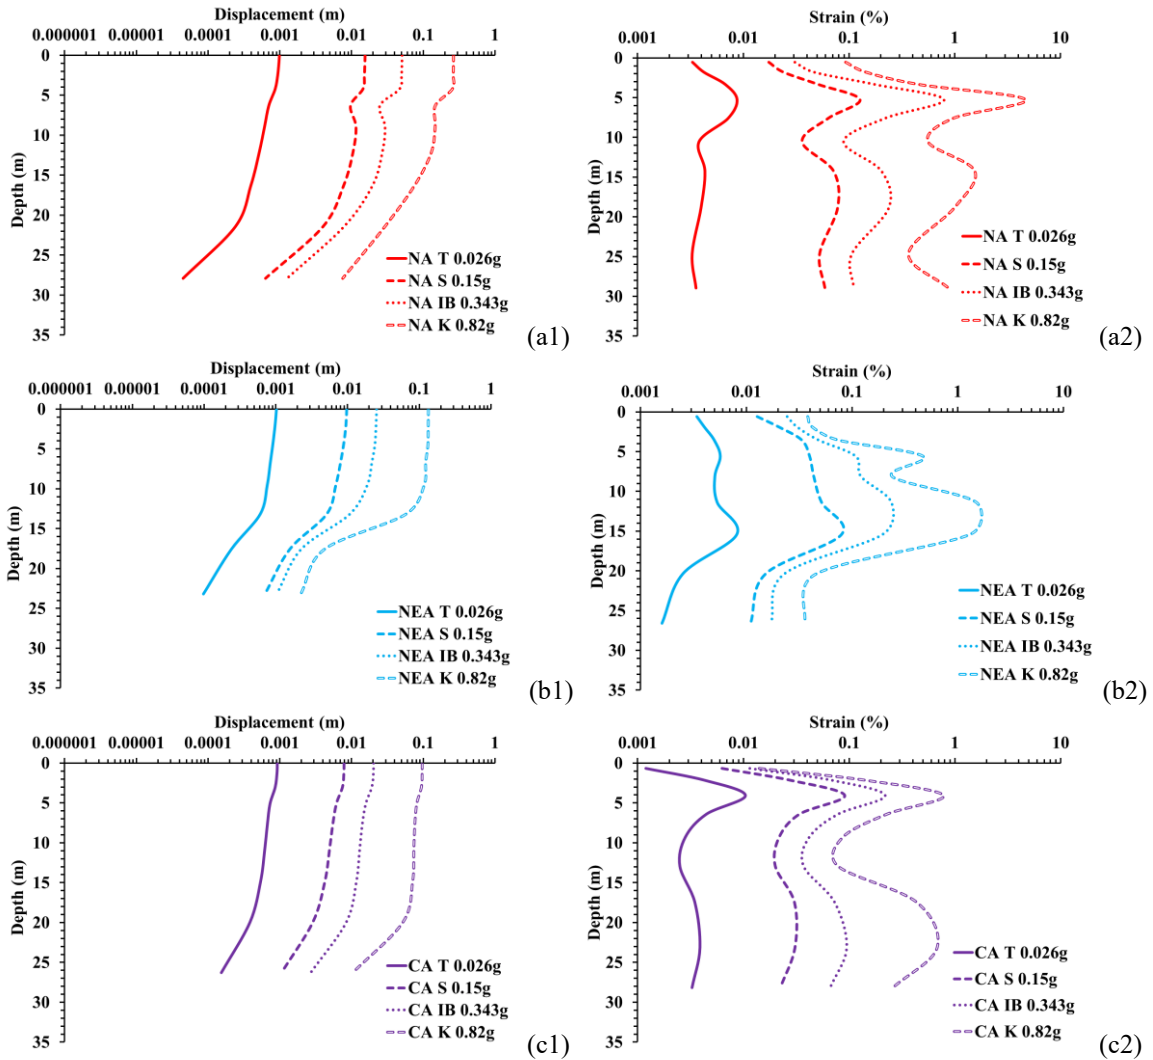 Displacement (m)
0.000001 0.00001 0.0001 0.001 0.01 0.1 1
0
5
10
15
20
25
30
35
Depth (m)
NA T 0.026g
NA S 0.15g
NA IB 0.343g
NA K 0.82g
(a1)
Strain (%)
0.001 0.01 0.1 1 10
0
5
10
15
20
25
30
35
Depth (m)
NA T 0.026g
NA S 0.15g
NA IB 0.343g
NA K 0.82g
(a2)
Displacement (m)
0.000001 0.00001 0.0001 0.001 0.01 0.1 1
0
5
10
15
20
25
30
35
Depth (m)
NEA T 0.026g
NEA S 0.15g
NEA IB 0.343g
NEA K 0.82g
(b1)
Strain (%)
0.001 0.01 0.1 1 10
0
5
10
15
20
25
30
35
Depth (m)
NEA T 0.026g
NEA S 0.15g
NEA IB 0.343g
NEA K 0.82g
(b2)
Displacement (m)
0.000001 0.00001 0.0001 0.001 0.01 0.1 1
0
5
10
15
20
25
30
35
Depth (m)
CA T 0.026g
CA S 0.15g
CA IB 0.343g
CA K 0.82g
(c1)
Strain (%)
0.001 0.01 0.1 1 10
0
5
10
15
20
25
30
35
Depth (m)
CA T 0.026g
CA S 0.15g
CA IB 0.343g
CA K 0.82g
(c2)